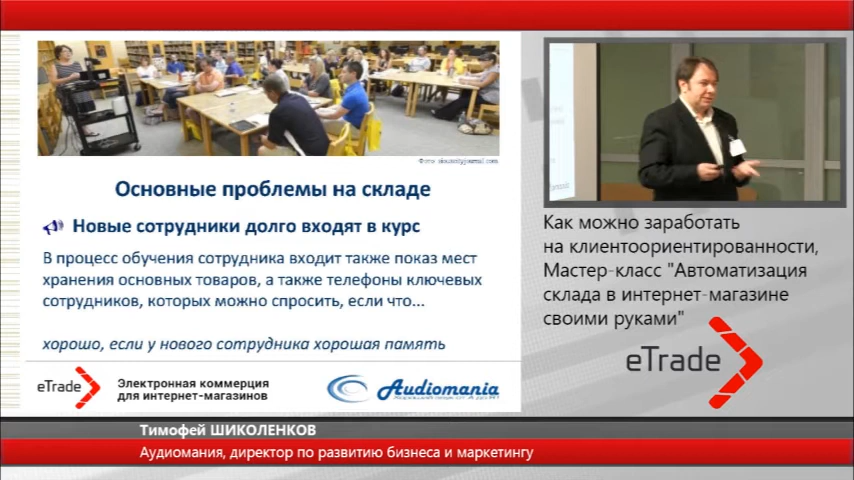 Фото: siouxcityjournal.com
Основные проблемы на складе
Новые сотрудники долго входят в курс
В процесс обучения сотрудника входит также показ мест
хранения основных товаров, а также телефоны ключевых
сотрудников, которых можно спросить, если что...
хорошо, если у нового сотрудника хорошая память
eTrade
Электронная коммерция
для интернет-магазинов
Audiomania
Как можно заработать
на клиентоориентированности,
Мастер-класс "Автоматизация
склада в интернет-магазине
своими руками"
eTrade
Тимофей ШИКОЛЕНКОВ
Аудиомания, директор по развитию бизнеса и маркетингу